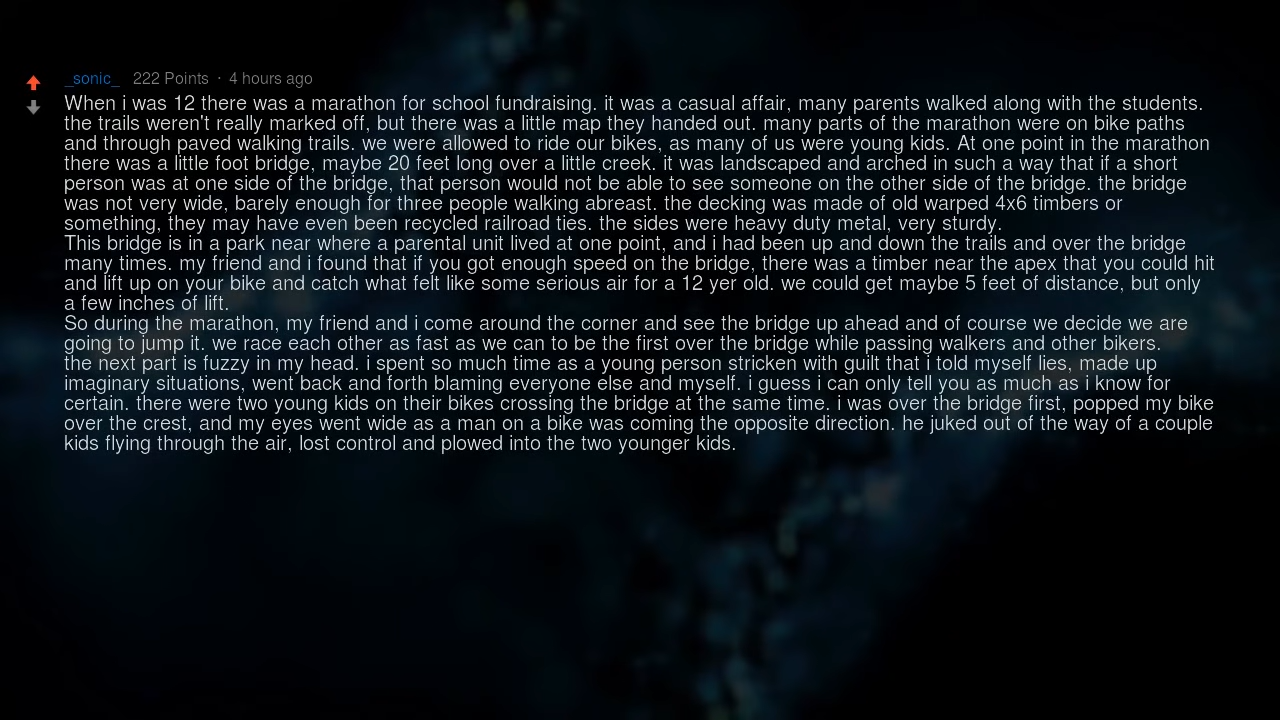 _sonic_ 222 Points · 4 hours ago
When i was 12 there was a marathon for school fundraising. it was a casual affair, many parents walked along with the students.
the trails weren't really marked off, but there was a little map they handed out. many parts of the marathon were on bike paths
and through paved walking trails. we were allowed to ride our bikes, as many of us were young kids. At one point in the marathon
there was a little foot bridge, maybe 20 feet long over a little creek. it was landscaped and arched in such a way that if a short
person was at one side of the bridge, that person would not be able to see someone on the other side of the bridge. the bridge
was not very wide, barely enough for three people walking abreast. the decking was made of old warped 4x6 timbers or
something, they may have even been recycled railroad ties. the sides were heavy duty metal, very sturdy.
This bridge is in a park near where a parental unit lived at one point, and i had been up and down the trails and over the bridge
many times. my friend and i found that if you got enough speed on the bridge, there was a timber near the apex that you could hit
and lift up on your bike and catch what felt like some serious air for a 12 yer old. we could get maybe 5 feet of distance, but only
a few inches of lift.
So during the marathon, my friend and i come around the corner and see the bridge up ahead and of course we decide we are
going to jump it. we race each other as fast as we can to be the first over the bridge while passing walkers and other bikers.
the next part is fuzzy in my head. i spent so much time as a young person stricken with guilt that i told myself lies, made up
imaginary situations, went back and forth blaming everyone else and myself. i guess i can only tell you as much as i know for
certain. there were two young kids on their bikes crossing the bridge at the same time. i was over the bridge first, popped my bike
over the crest, and my eyes went wide as a man on a bike was coming the opposite direction. he juked out of the way of a couple
kids flying through the air, lost control and plowed into the two younger kids.